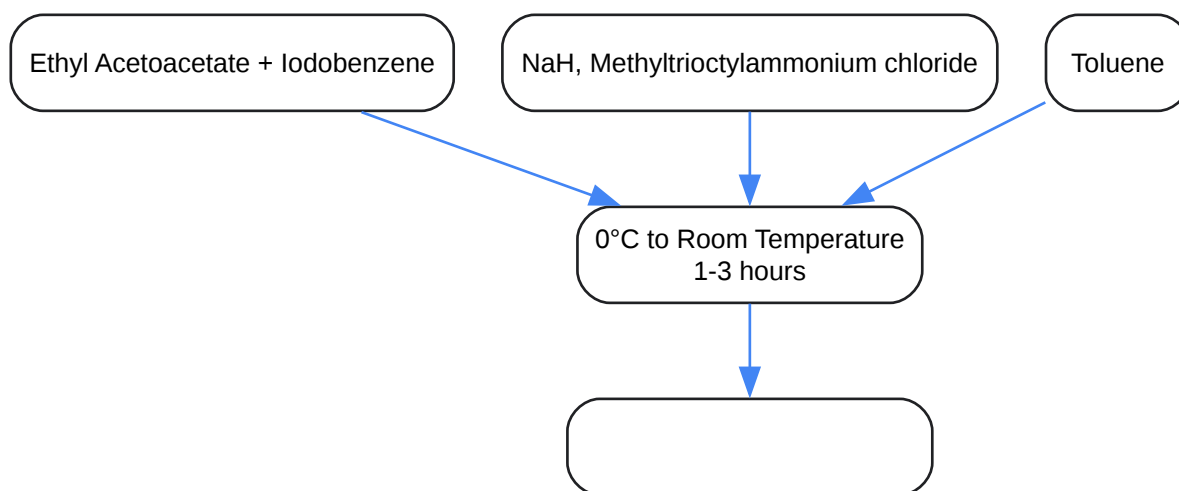 Ethyl Acetoacetate + Iodobenzene
NaH, Methyltrioctylammonium chloride
Toluene
0°C to Room Temperature
1-3 hours